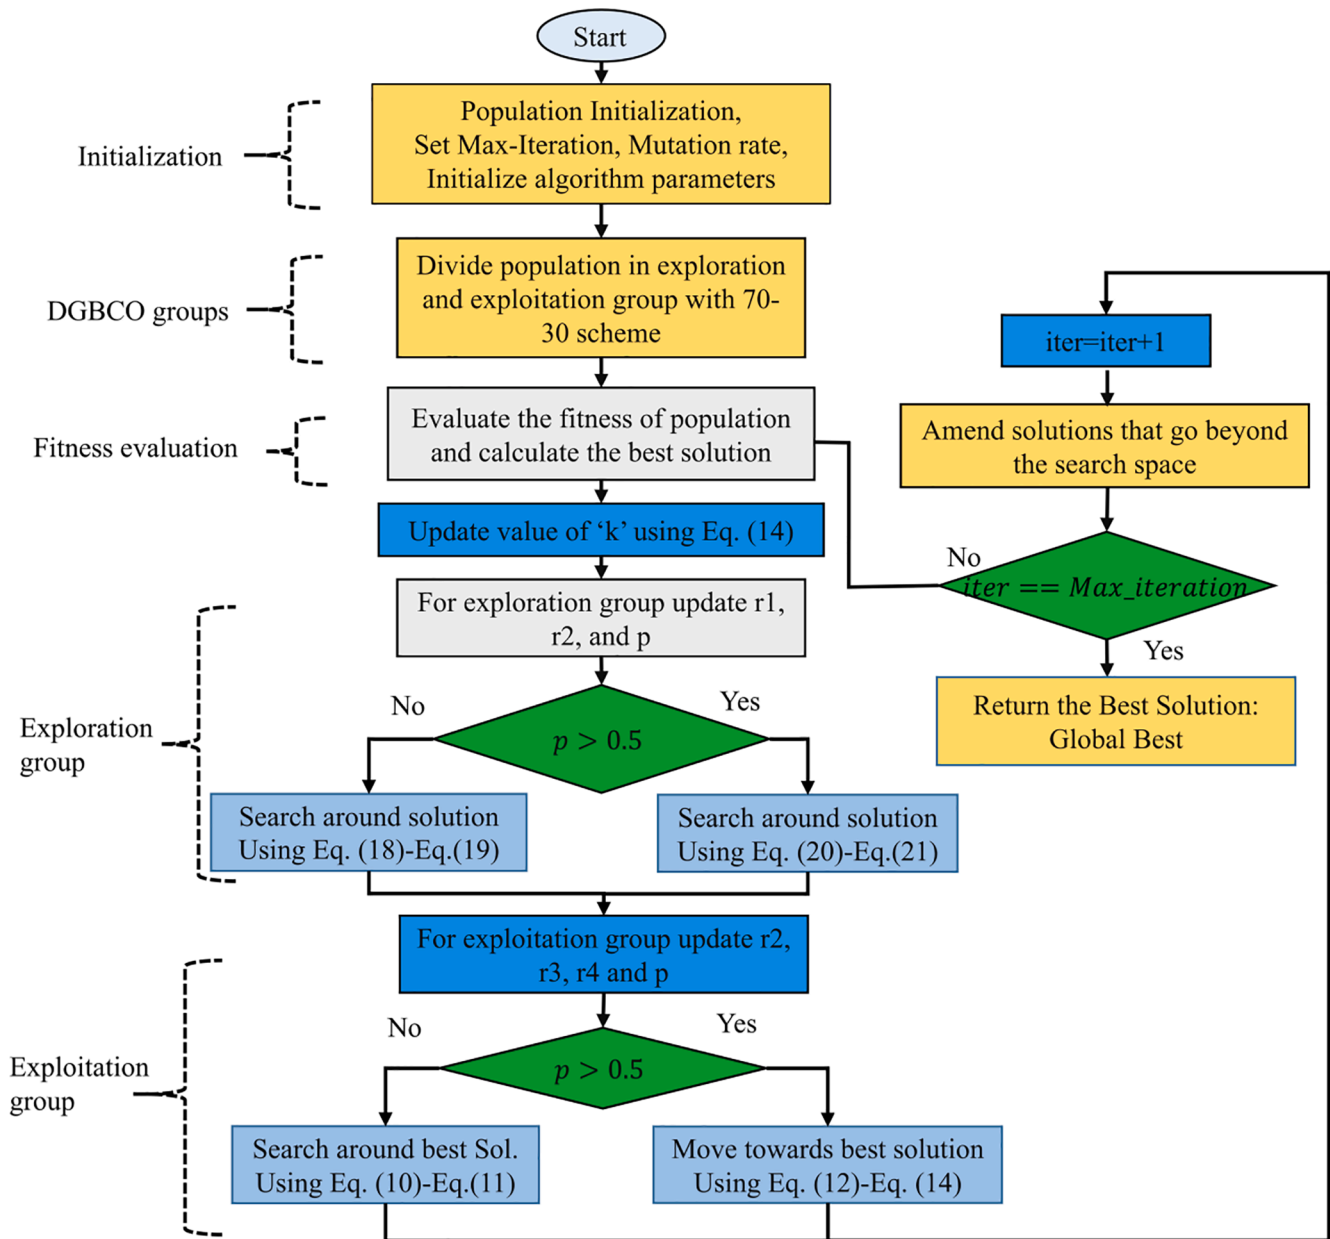 Start
Population Initialization,
Set Max-Iteration, Mutation rate,
Initialize algorithm parameters
Initialization
Divide population in exploration
and exploitation group with 70-
30 scheme
DGBCO groups
Evaluate the fitness of population
and calculate the best solution
Fitness evaluation
Update value of ‘k’ using Eq. (14)
For exploration group update r1,
r2, and p
No
Yes
p > 0.5
Exploration
group
Search around solution
Using Eq. (18)-Eq.(19)
Search around solution
Using Eq. (20)-Eq.(21)
For exploitation group update r2,
r3, r4 and p
No
Yes
p > 0.5
Exploitation
group
Search around best Sol.
Using Eq. (10)-Eq.(11)
Move towards best solution
Using Eq. (12)-Eq. (14)
iter=iter+1
Amend solutions that go beyond
the search space
No
iter == Max_iteration
Yes
Return the Best Solution:
Global Best